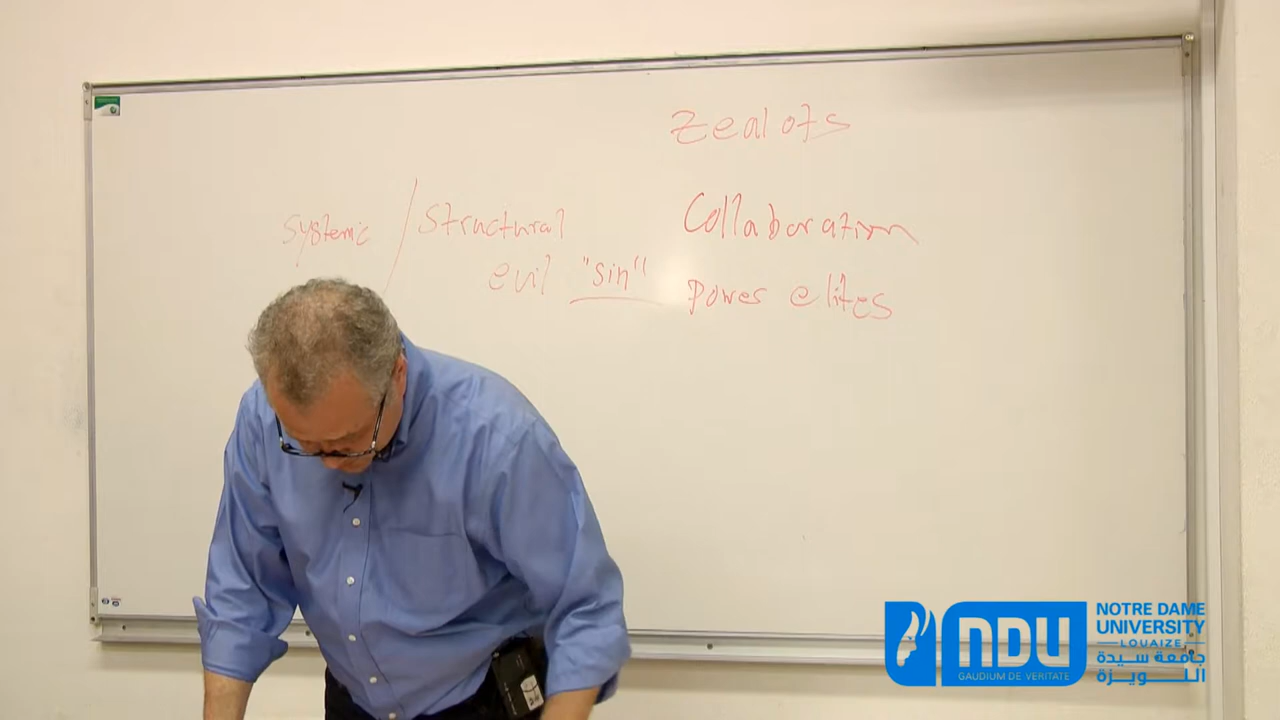 Zealots
Systemic / Structural
evil "sin"
Collaboration
power elites
NDU
GAUDIUM DE VERITATE
NOTRE DAME
UNIVERSITY
LOUAIZE
جامعة سيدة
اللويزة